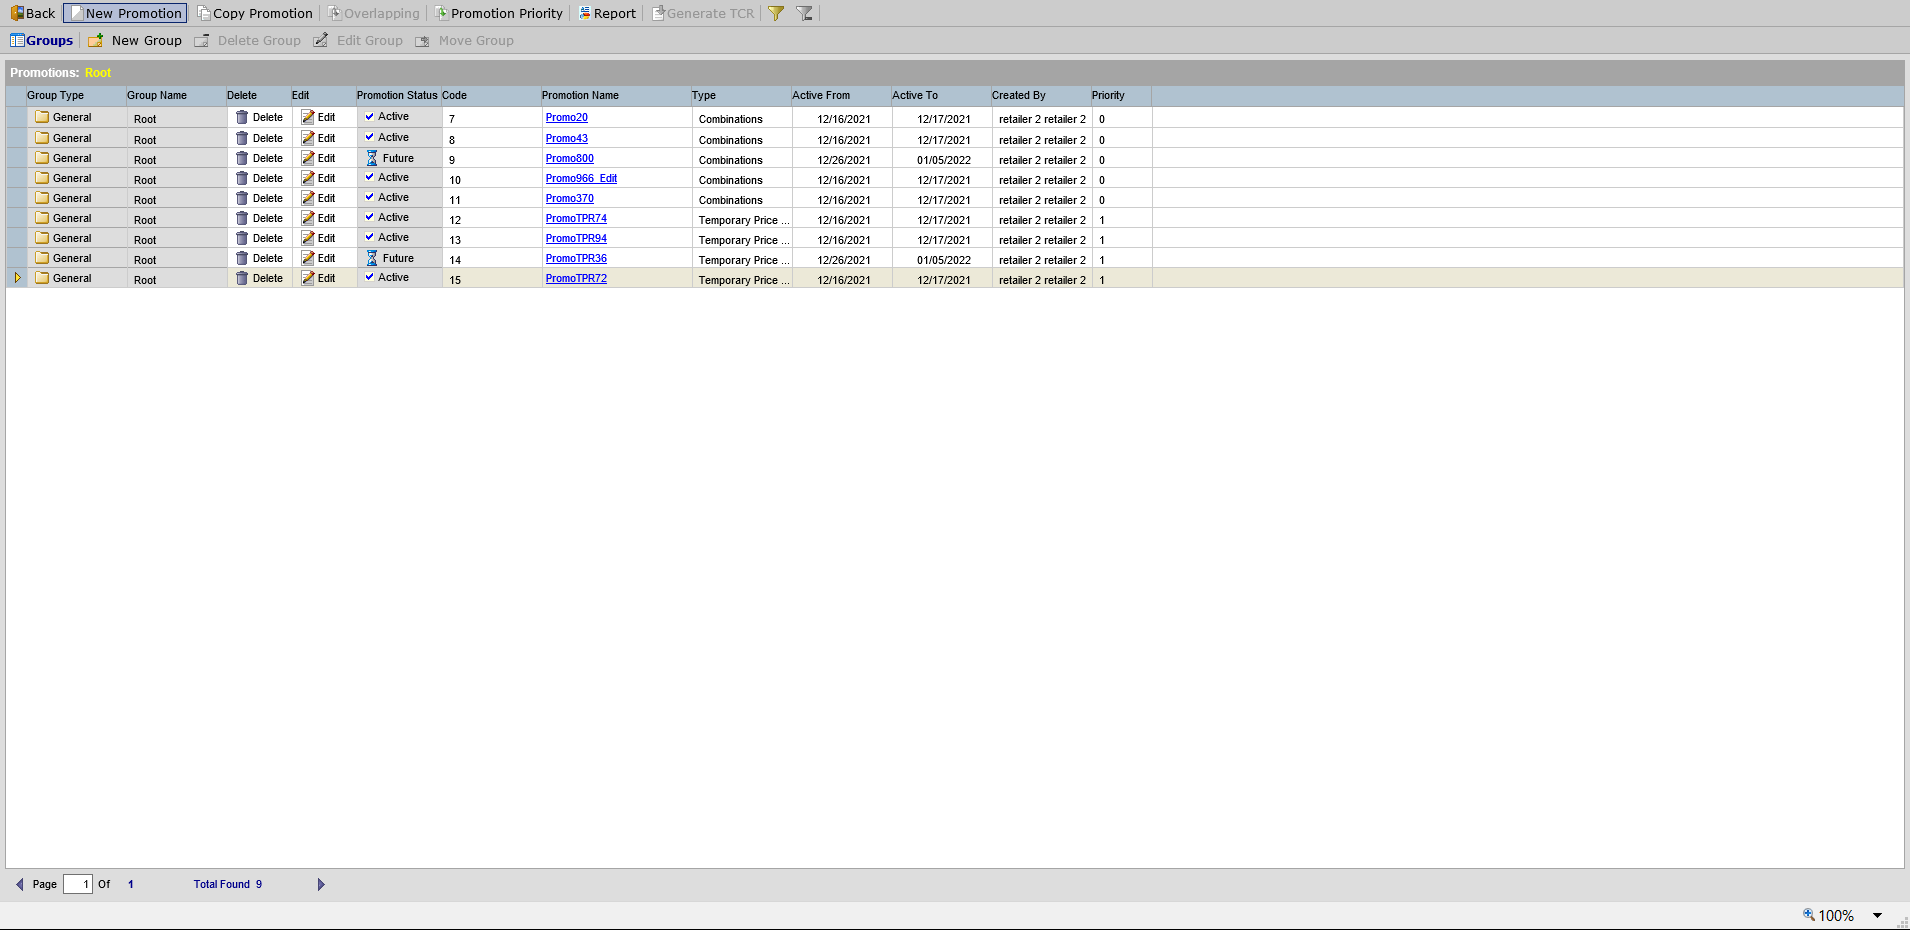 Back New Promotion Copy Promotion Overlapping Promotion Priority Report Generate TCR
Groups New Group Delete Group Edit Group Move Group
Promotions: Root
Group Type Group Name Delete Edit Promotion Status Code Promotion Name Type Active From Active To Created By Priority
General Root Delete Edit Active 7 Promo20 Combinations 12/16/2021 12/17/2021 retailer 2 retailer 2 0
General Root Delete Edit Active 8 Promo43 Combinations 12/16/2021 12/17/2021 retailer 2 retailer 2 0
General Root Delete Edit Future 9 Promo800 Combinations 12/26/2021 01/05/2022 retailer 2 retailer 2 0
General Root Delete Edit Active 10 Promo966_Edit Combinations 12/16/2021 12/17/2021 retailer 2 retailer 2 0
General Root Delete Edit Active 11 Promo370 Combinations 12/16/2021 12/17/2021 retailer 2 retailer 2 0
General Root Delete Edit Active 12 PromoTPR74 Temporary Price ... 12/16/2021 12/17/2021 retailer 2 retailer 2 1
General Root Delete Edit Active 13 PromoTPR94 Temporary Price ... 12/16/2021 12/17/2021 retailer 2 retailer 2 1
General Root Delete Edit Future 14 PromoTPR36 Temporary Price ... 12/26/2021 01/05/2022 retailer 2 retailer 2 1
General Root Delete Edit Active 15 PromoTPR72 Temporary Price ... 12/16/2021 12/17/2021 retailer 2 retailer 2 1
Page 1 Of 1 Total Found 9
100%